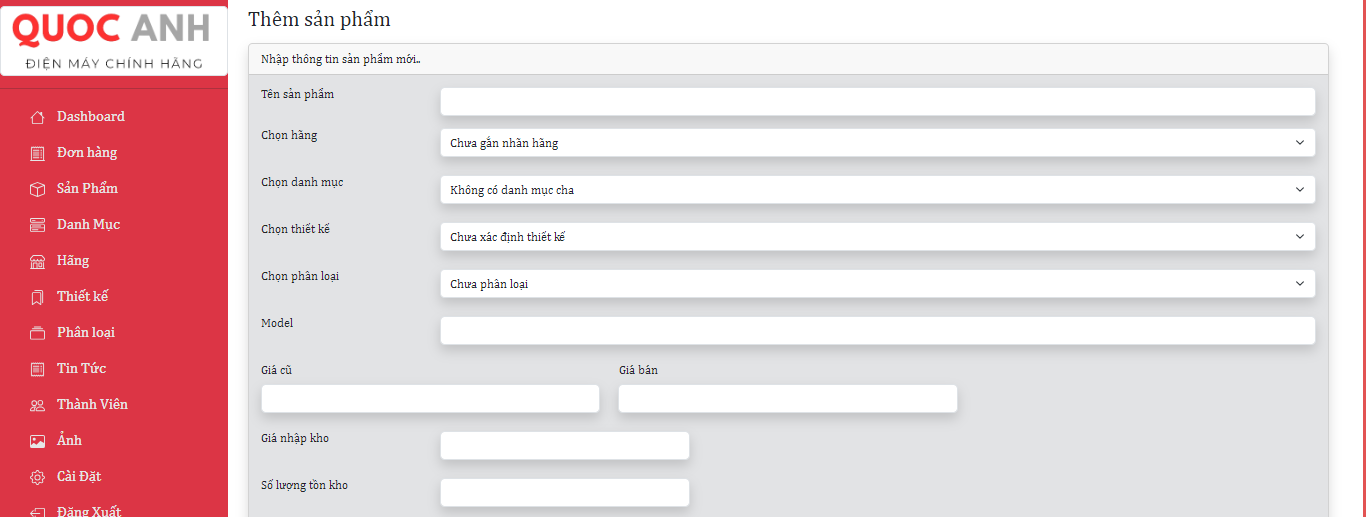 QUOC ANH
ĐIỆN MÁY CHÍNH HÃNG
Dashboard
Đơn hàng
Sản Phẩm
Danh Mục
Hãng
Thiết kế
Phân loại
Tin Tức
Thành Viên
Ảnh
Cài Đặt
Đăng Xuất
Thêm sản phẩm
Nhập thông tin sản phẩm mới..
Tên sản phẩm
Chọn hãng
Chưa gắn nhãn hãng
Chọn danh mục
Không có danh mục cha
Chọn thiết kế
Chưa xác định thiết kế
Chọn phân loại
Chưa phân loại
Model
Giá cũ
Giá bán
Giá nhập kho
Số lượng tồn kho